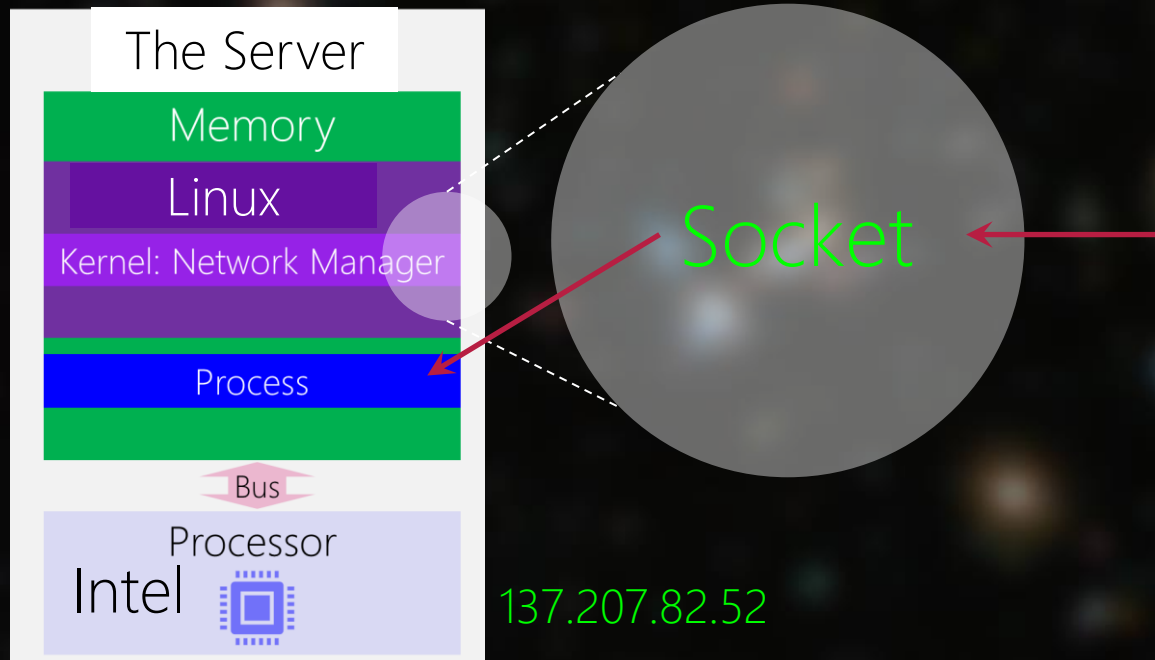 The Server
Memory
Linux
Kernel: Network Manager
Socket
Process
Bus
Processor
Intel
137.207.82.52